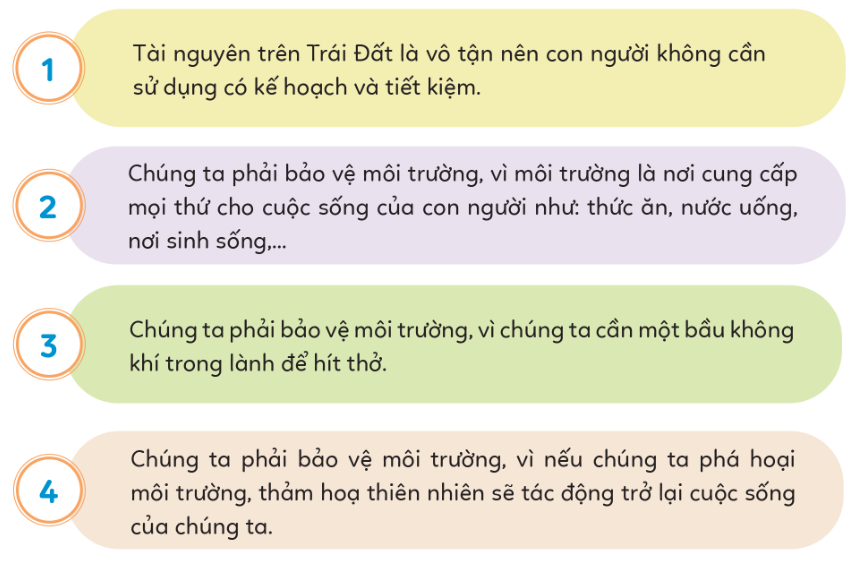 1
Tài nguyên trên Trái Đất là vô tận nên con người không cần
sử dụng có kế hoạch và tiết kiệm.
2
Chúng ta phải bảo vệ môi trường, vì môi trường là nơi cung cấp
mọi thứ cho cuộc sống của con người như: thức ăn, nước uống,
nơi sinh sống,...
3
Chúng ta phải bảo vệ môi trường, vì chúng ta cần một bầu không
khí trong lành để hít thở.
4
Chúng ta phải bảo vệ môi trường, vì nếu chúng ta phá hoại
môi trường, thảm hoạ thiên nhiên sẽ tác động trở lại cuộc sống
của chúng ta.